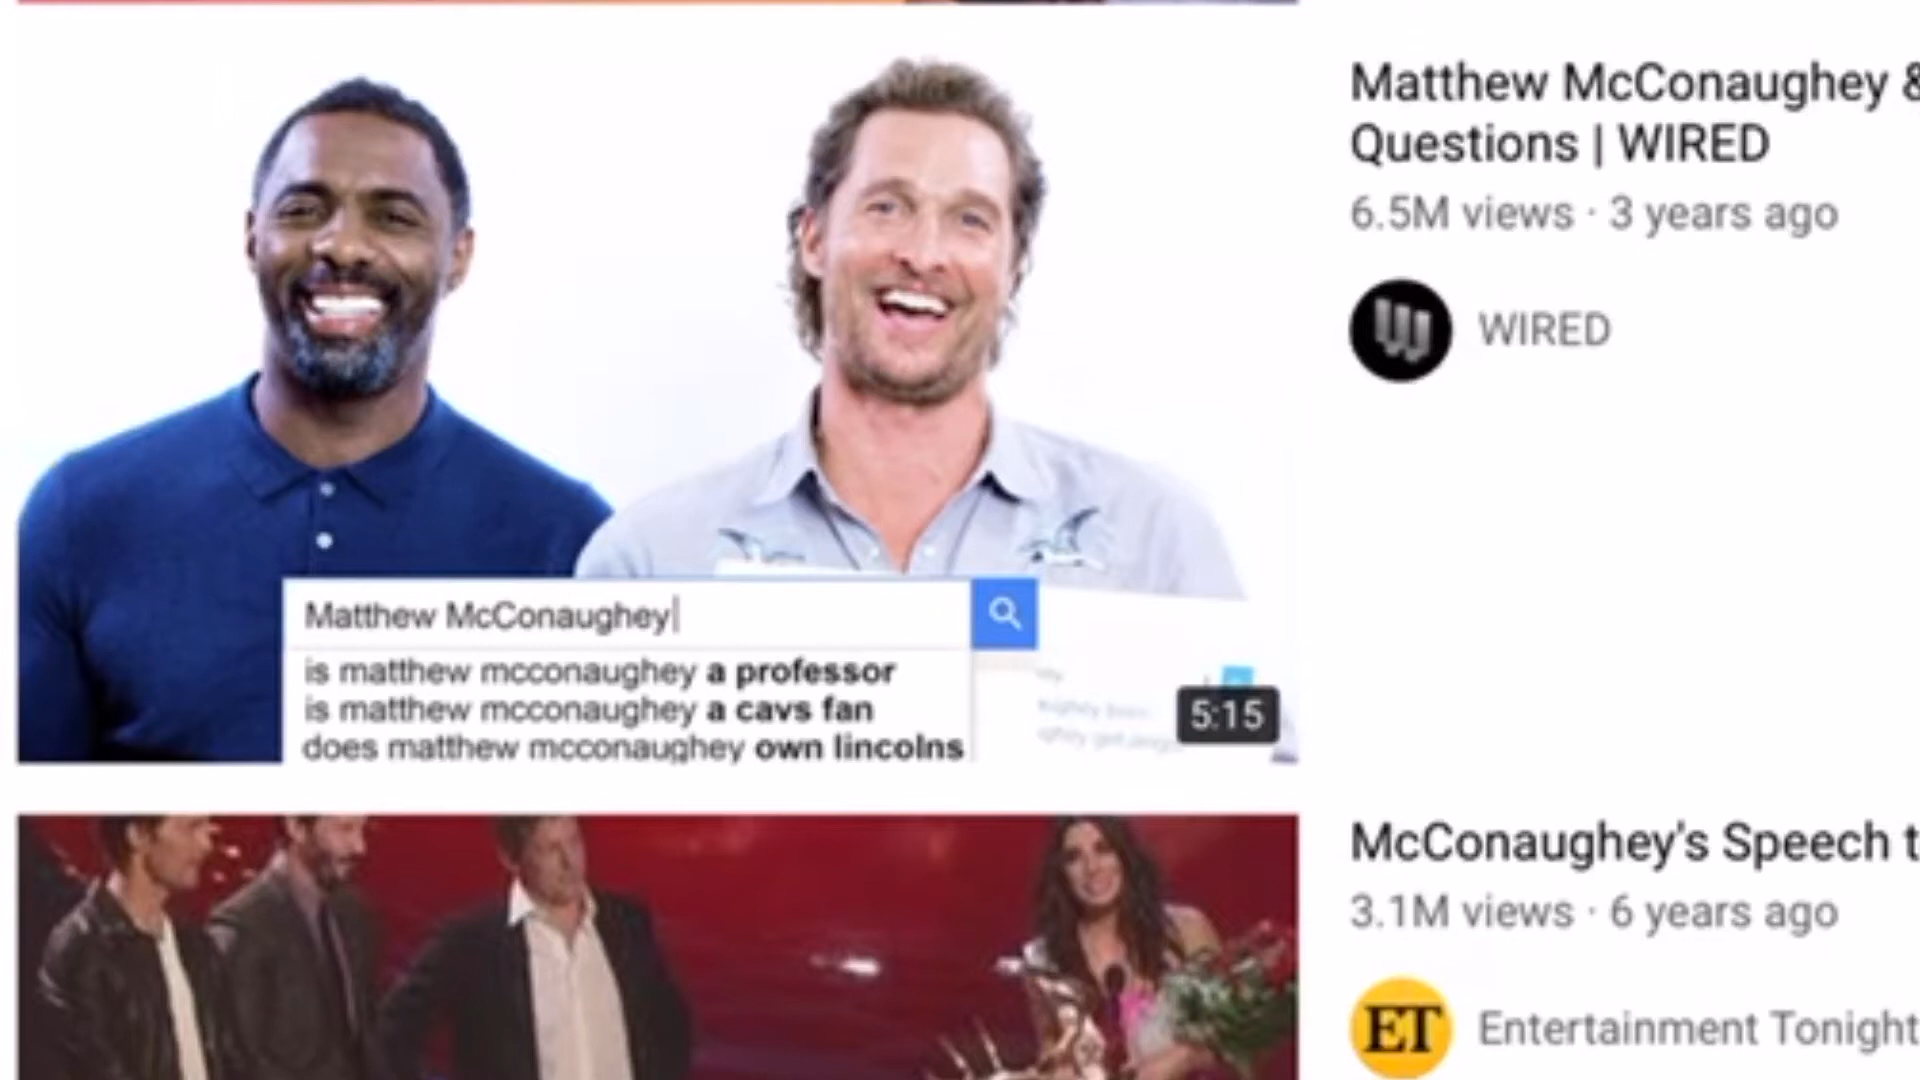 Matthew McConaughey &
Questions | WIRED
6.5M views · 3 years ago
WIRED
Matthew McConaughey
is matthew mcconaughey a professor
is matthew mcconaughey a cavs fan
does matthew mcconaughey own lincolns
5:15
McConaughey's Speech t
3.1M views · 6 years ago
ET
Entertainment Tonight